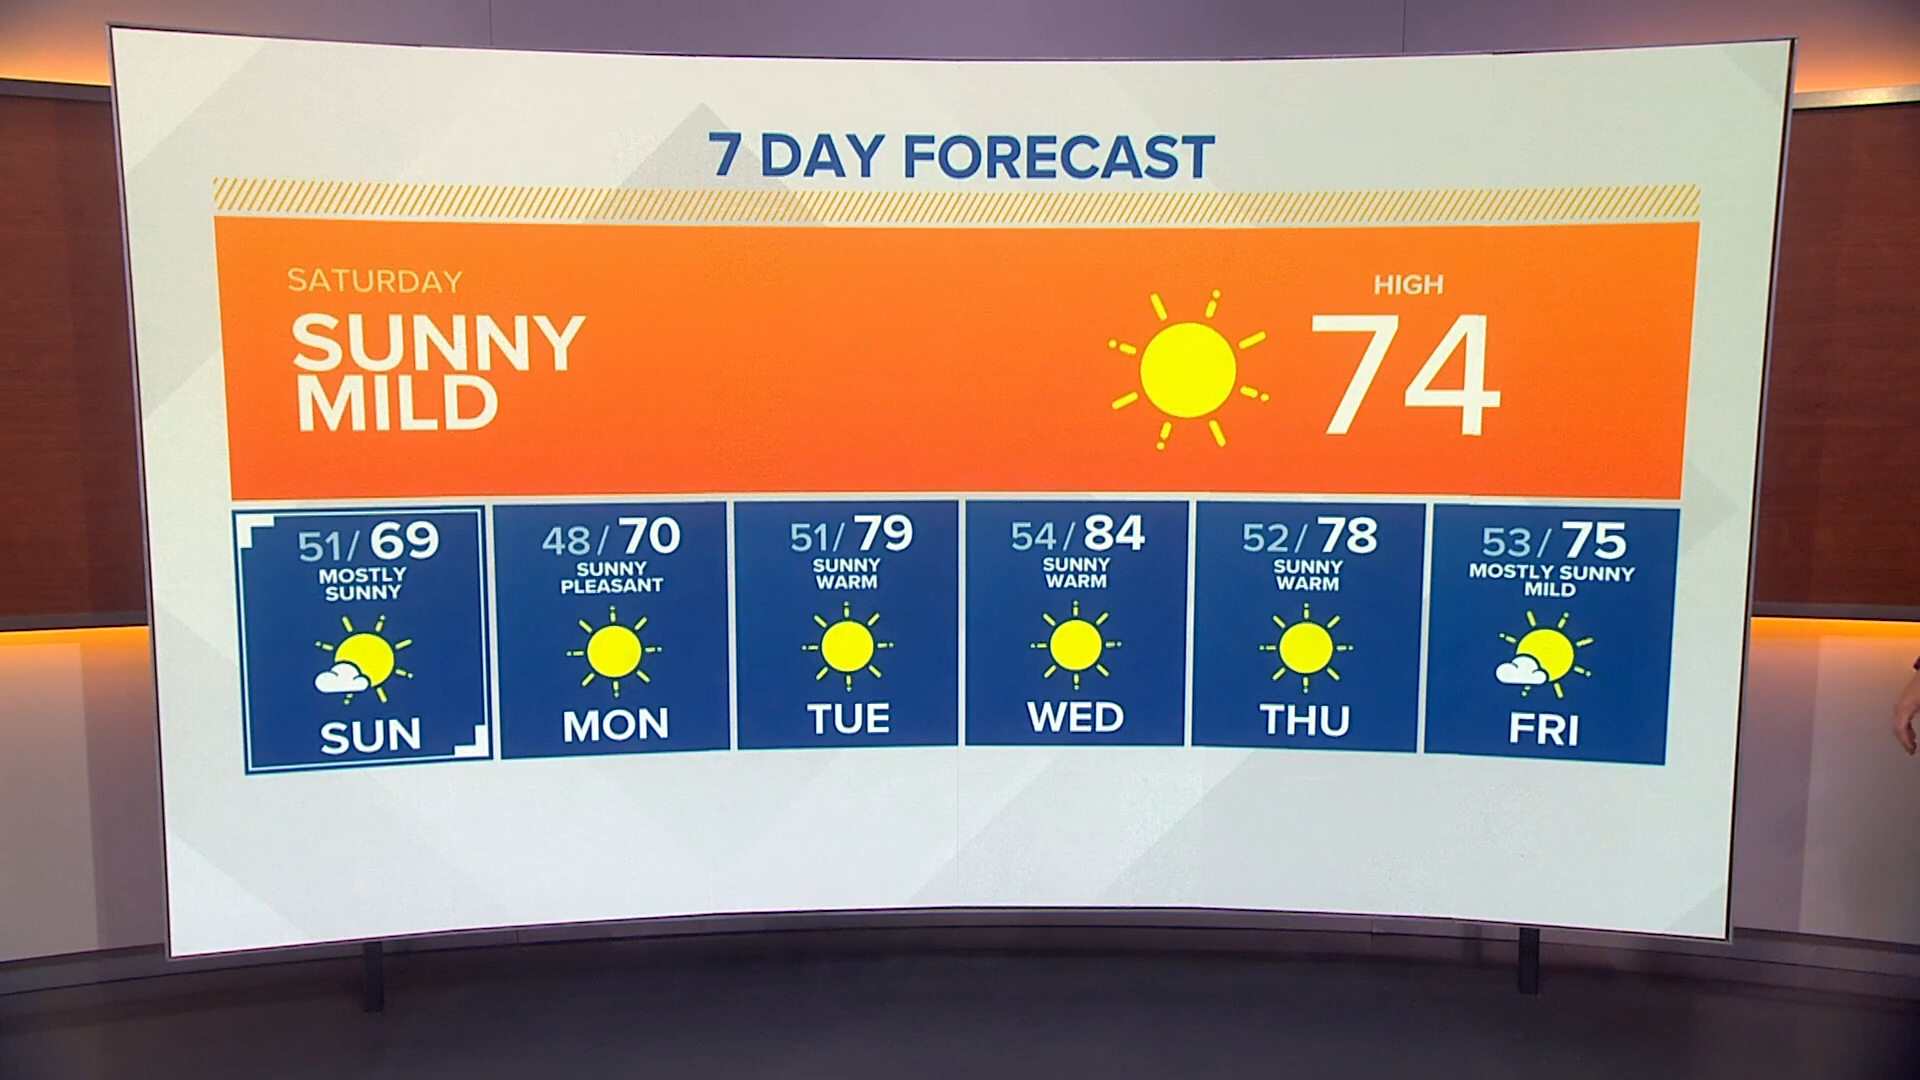 7 DAY FORECAST
SATURDAY
SUNNY
MILD
HIGH
74
51/ 69
MOSTLY
SUNNY
SUN
48/ 70
SUNNY
PLEASANT
MON
51/ 79
SUNNY
WARM
TUE
54/ 84
SUNNY
WARM
WED
52/ 78
SUNNY
WARM
THU
53/ 75
MOSTLY SUNNY
MILD
FRI